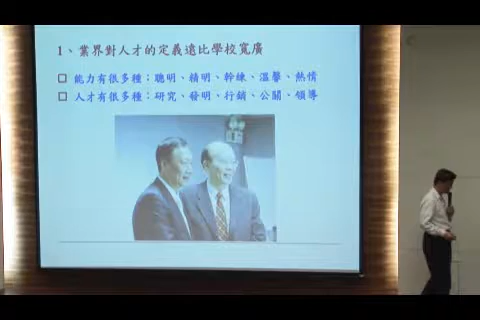 1、業界對人才的定義遠比學校寬廣
□ 能力有很多種：聰明、精明、幹練、溫馨、熱情
□ 人才有很多種：研究、發明、行銷、公關、領導